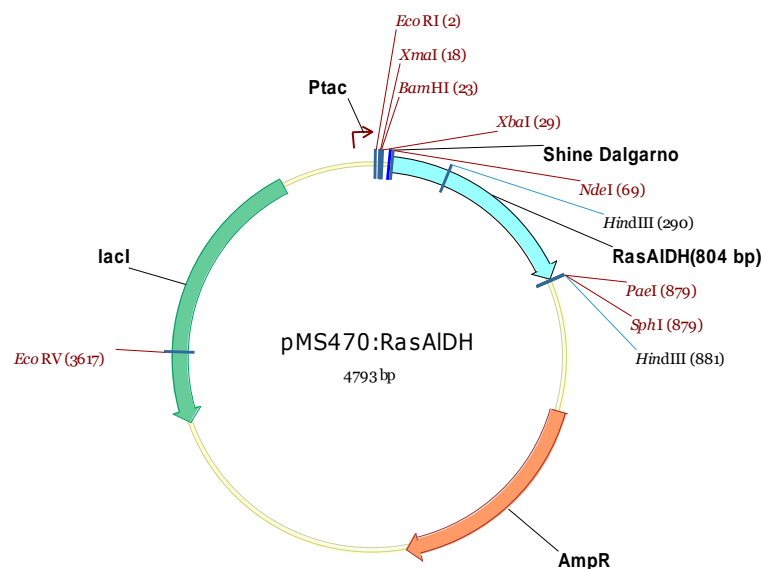 EcoRI (2)
XmaI (18)
Ptac
BamHI (23)
XbaI (29)
Shine Dalgarno
NdeI (69)
HindIII (290)
lacI
RasAlDH(804 bp)
PaeI (879)
SphI (879)
pMS470:RasAlDH
EcoRV (3617)
HindIII (881)
4793 bp
AmpR